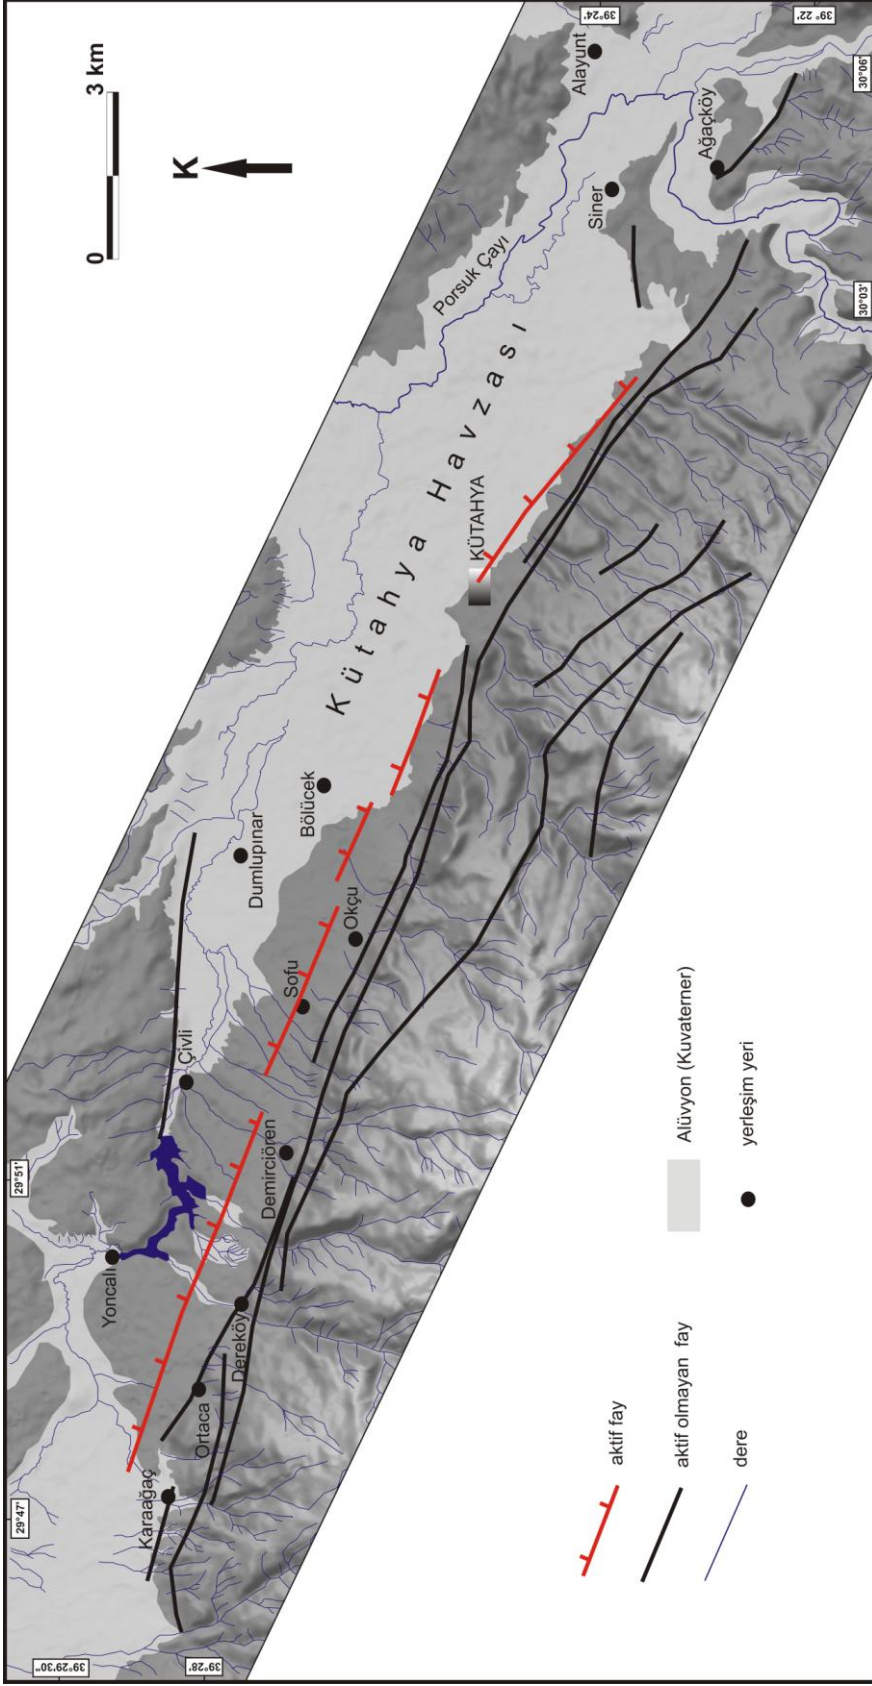 39°29'30"
39°28'
29°47'
29°51'
39°24'
39° 22'
30°03'
30°06'
0
3 km
K
Karaağaç
Ortaca
Dereköy
Yoncalı
Demirciören
Çivli
Sofu
Okçu
Dumlupınar
Bölücek
KÜTAHYA
Kütahya Havzası
Porsuk Çayı
Siner
Alayunt
Ağaçköy
aktif fay
aktif olmayan fay
dere
Alüvyon (Kuvaterner)
yerleşim yeri